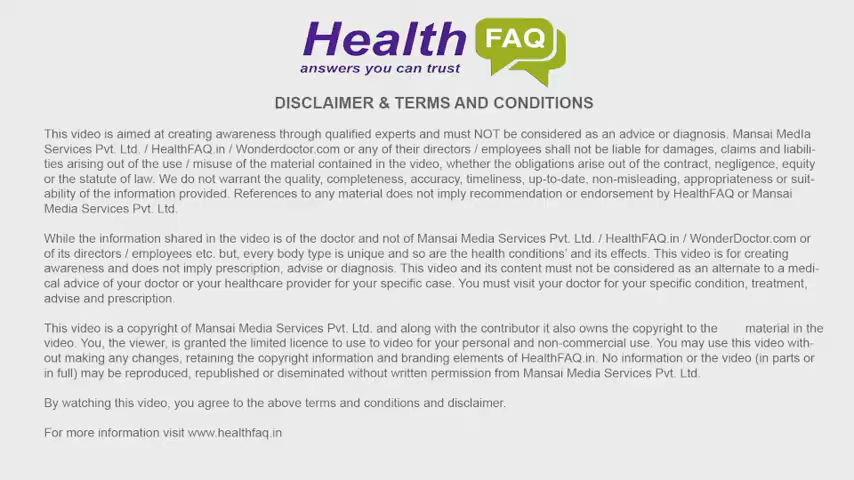 Health FAQ
answers you can trust
DISCLAIMER & TERMS AND CONDITIONS
This video is aimed at creating awareness through qualified experts and must NOT be considered as an advice or diagnosis. Mansai Media
Services Pvt. Ltd. / HealthFAQ.in / Wonderdoctor.com or any of their directors / employees shall not be liable for damages, claims and liabili-
ties arising out of the use / misuse of the material contained in the video, whether the obligations arise out of the contract, negligence, equity
or the statute of law. We do not warrant the quality, completeness, accuracy, timeliness, up-to-date, non-misleading, appropriateness or suit-
ability of the information provided. References to any material does not imply recommendation or endorsement by HealthFAQ or Mansai
Media Services Pvt. Ltd.
While the information shared in the video is of the doctor and not of Mansai Media Services Pvt. Ltd. / HealthFAQ.in / WonderDoctor.com or
of its directors / employees etc. but, every body type is unique and so are the health conditions' and its effects. This video is for creating
awareness and does not imply prescription, advise or diagnosis. This video and its content must not be considered as an alternate to a medi-
cal advice of your doctor or your healthcare provider for your specific case. You must visit your doctor for your specific condition, treatment,
advise and prescription.
This video is a copyright of Mansai Media Services Pvt. Ltd. and along with the contributor it also owns the copyright to the material in the
video. You, the viewer, is granted the limited licence to use to video for your personal and non-commercial use. You may use this video with-
out making any changes, retaining the copyright information and branding elements of HealthFAQ.in. No information or the video (in parts or
in full) may be reproduced, republished or diseminated without written permission from Mansai Media Services Pvt. Ltd.
By watching this video, you agree to the above terms and conditions and disclaimer.
For more information visit www.healthfaq.in